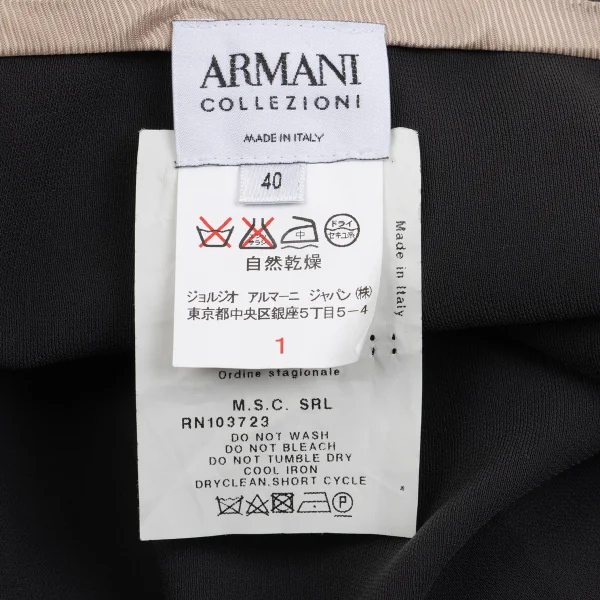 ARMANI
COLLEZIONI
MADE IN ITALY
40
中
ドライ
セキユ系
自然乾燥
ジョルジオ アルマーニ ジャパン(株)
東京都中央区銀座5丁目5-4
1
Made in Italy
Ordine stagionale
M.S.C. SRL
RN103723
DO NOT WASH
DO NOT BLEACH
DO NOT TUMBLE DRY
COOL IRON
DRYCLEAN,SHORT CYCLE
P